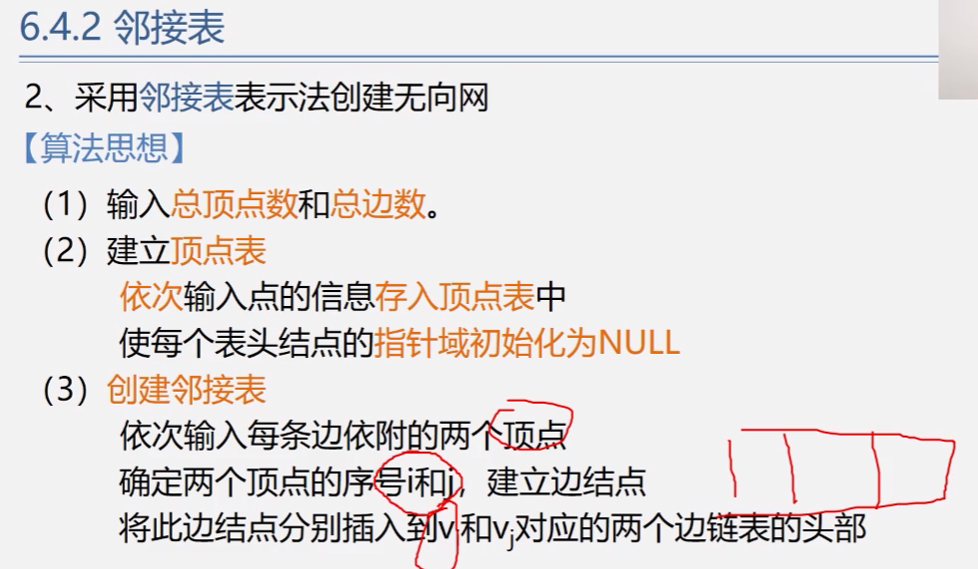 6.4.2 邻接表
2、采用邻接表表示法创建无向网
【算法思想】
（1）输入总顶点数和总边数。
（2）建立顶点表
依次输入点的信息存入顶点表中
使每个表头结点的指针域初始化为NULL
（3）创建邻接表
依次输入每条边依附的两个顶点
确定两个顶点的序号i和j，建立边结点
将此边结点分别插入到vi和vj对应的两个边链表的头部